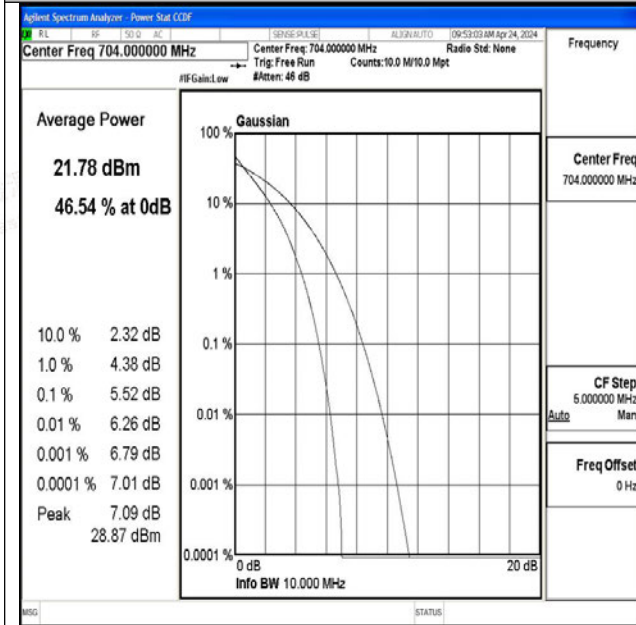 Agilent Spectrum Analyzer - Power Stat CCDF
RL RF 50 Ω AC SENSE:PULSE ALIGNAUTO 09:53:03 AM Apr 24, 2024
Center Freq 704.000000 MHz
Center Freq: 704.000000 MHz Radio Std: None
Trig: Free Run Counts:10.0 M/10.0 Mpt
#IFGain:Low #Atten: 46 dB
Frequency
Average Power
21.78 dBm
46.54 % at 0dB
10.0 % 2.32 dB
1.0 % 4.38 dB
0.1 % 5.52 dB
0.01 % 6.26 dB
0.001 % 6.79 dB
0.0001 % 7.01 dB
Peak 7.09 dB
28.87 dBm
Gaussian
100 %
10 %
1 %
0.1 %
0.01 %
0.001 %
0.0001 %
0 dB 20 dB
Info BW 10.000 MHz
Center Freq
704.000000 MHz
CF Step
5.000000 MHz
Auto Man
Freq Offset
0 Hz
MSG STATUS